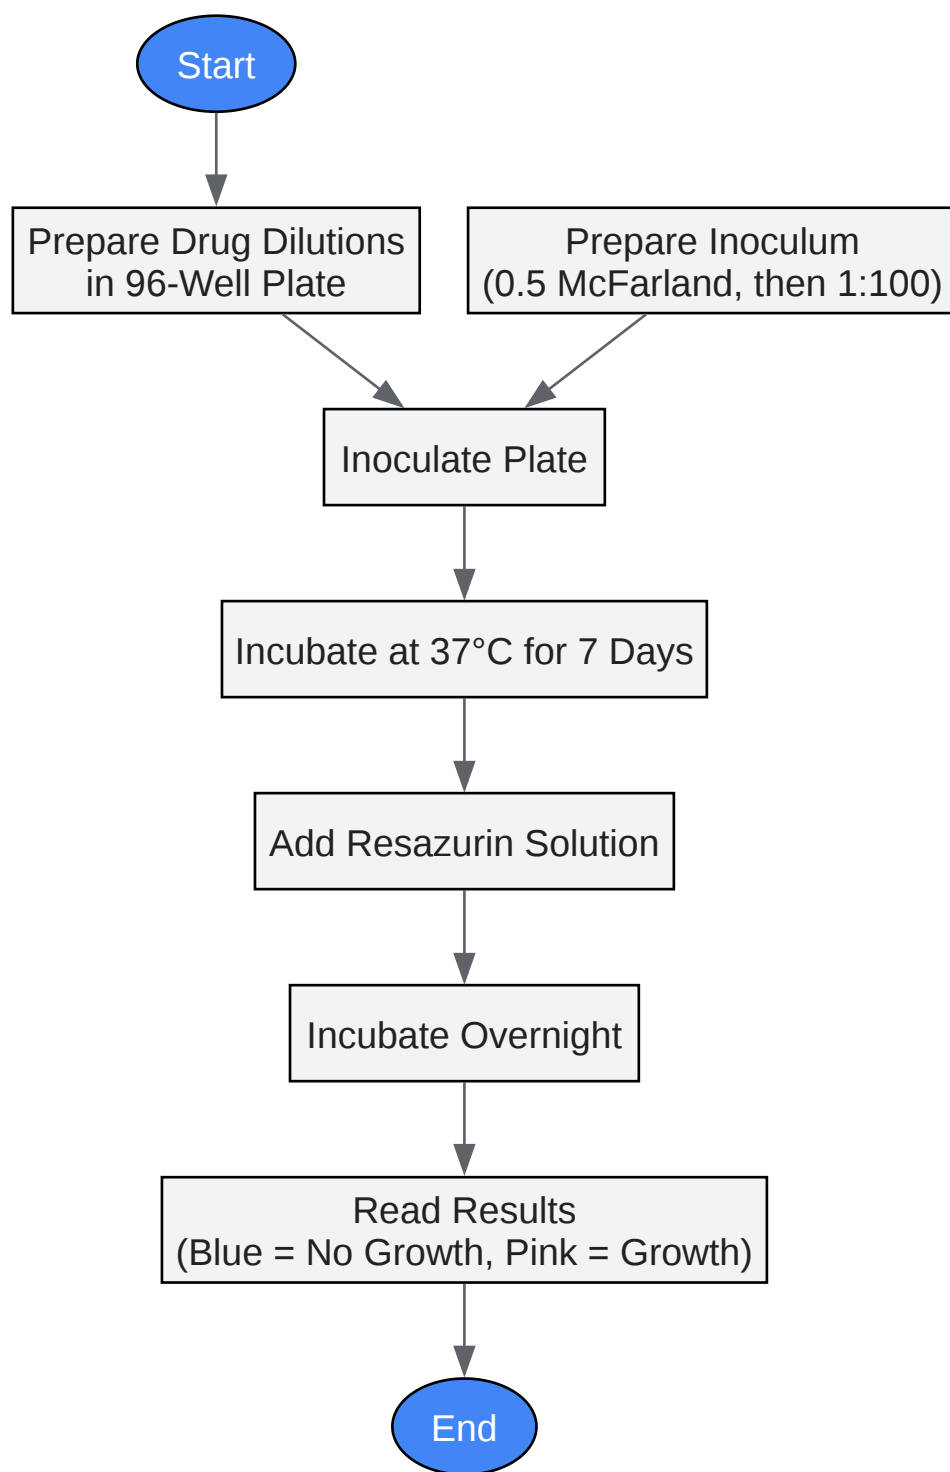 Start
Prepare Drug Dilutions
in 96-Well Plate
Prepare Inoculum
(0.5 McFarland, then 1:100)
Inoculate Plate
Incubate at 37°C for 7 Days
Add Resazurin Solution
Incubate Overnight
Read Results
(Blue = No Growth, Pink = Growth)
End